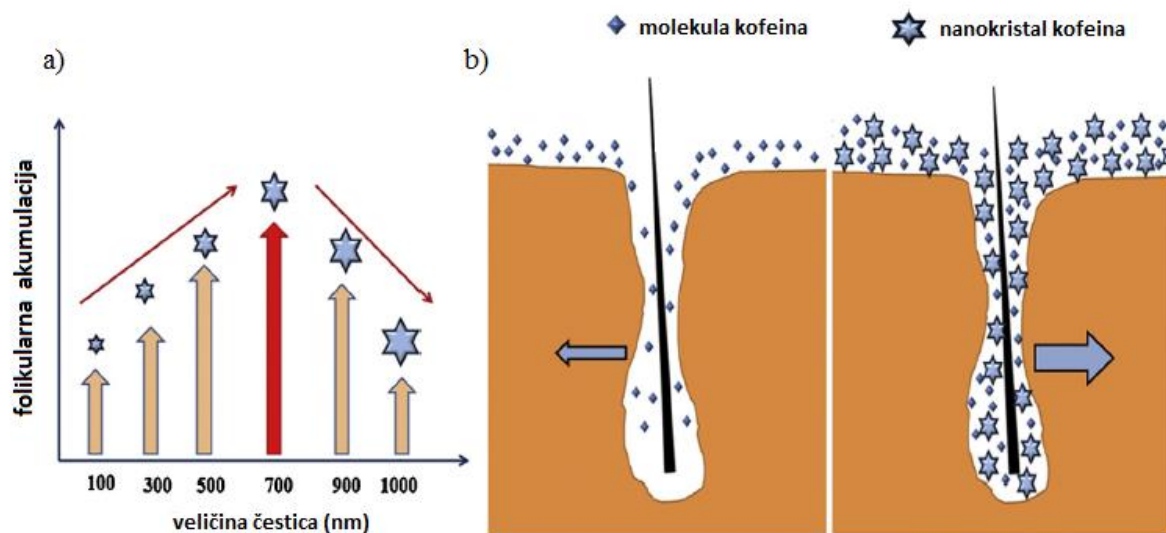 molekula kofeina
nanokristal kofeina
a)
b)
folikularna akumulacija
100 300 500 700 900 1000
veličina čestica (nm)